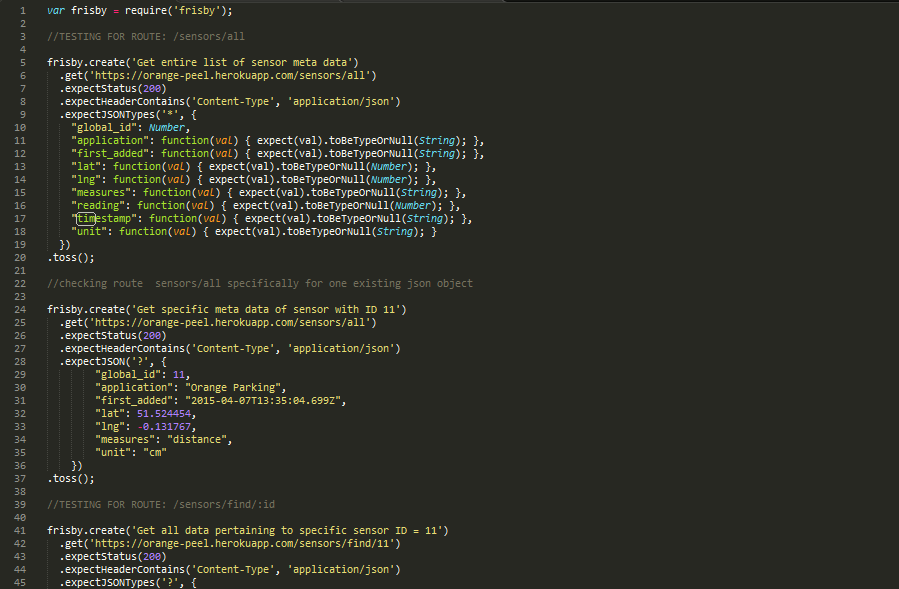 1 var frisby = require('frisby');
2
3 //TESTING FOR ROUTE: /sensors/all
4
5 frisby.create('Get entire list of sensor meta data')
6 .get('https://orange-peel.herokuapp.com/sensors/all')
7 .expectStatus(200)
8 .expectHeaderContains('Content-Type', 'application/json')
9 .expectJSONTypes('*', {
10 "global_id": Number,
11 "application": function(val) { expect(val).toBeTypeOrNull(String); },
12 "first_added": function(val) { expect(val).toBeTypeOrNull(String); },
13 "lat": function(val) { expect(val).toBeTypeOrNull(Number); },
14 "lng": function(val) { expect(val).toBeTypeOrNull(Number); },
15 "measures": function(val) { expect(val).toBeTypeOrNull(String); },
16 "reading": function(val) { expect(val).toBeTypeOrNull(Number); },
17 "timestamp": function(val) { expect(val).toBeTypeOrNull(String); },
18 "unit": function(val) { expect(val).toBeTypeOrNull(String); }
19 })
20 .toss();
21
22 //checking route  sensors/all specifically for one existing json object
23
24 frisby.create('Get specific meta data of sensor with ID 11')
25 .get('https://orange-peel.herokuapp.com/sensors/all')
26 .expectStatus(200)
27 .expectHeaderContains('Content-Type', 'application/json')
28 .expectJSON('?', {
29 "global_id": 11,
30 "application": "Orange Parking",
31 "first_added": "2015-04-07T13:35:04.699Z",
32 "lat": 51.524454,
33 "lng": -0.131767,
34 "measures": "distance",
35 "unit": "cm"
36 })
37 .toss();
38
39 //TESTING FOR ROUTE: /sensors/find/:id
40
41 frisby.create('Get all data pertaining to specific sensor ID = 11')
42 .get('https://orange-peel.herokuapp.com/sensors/find/11')
43 .expectStatus(200)
44 .expectHeaderContains('Content-Type', 'application/json')
45 .expectJSONTypes('?', {